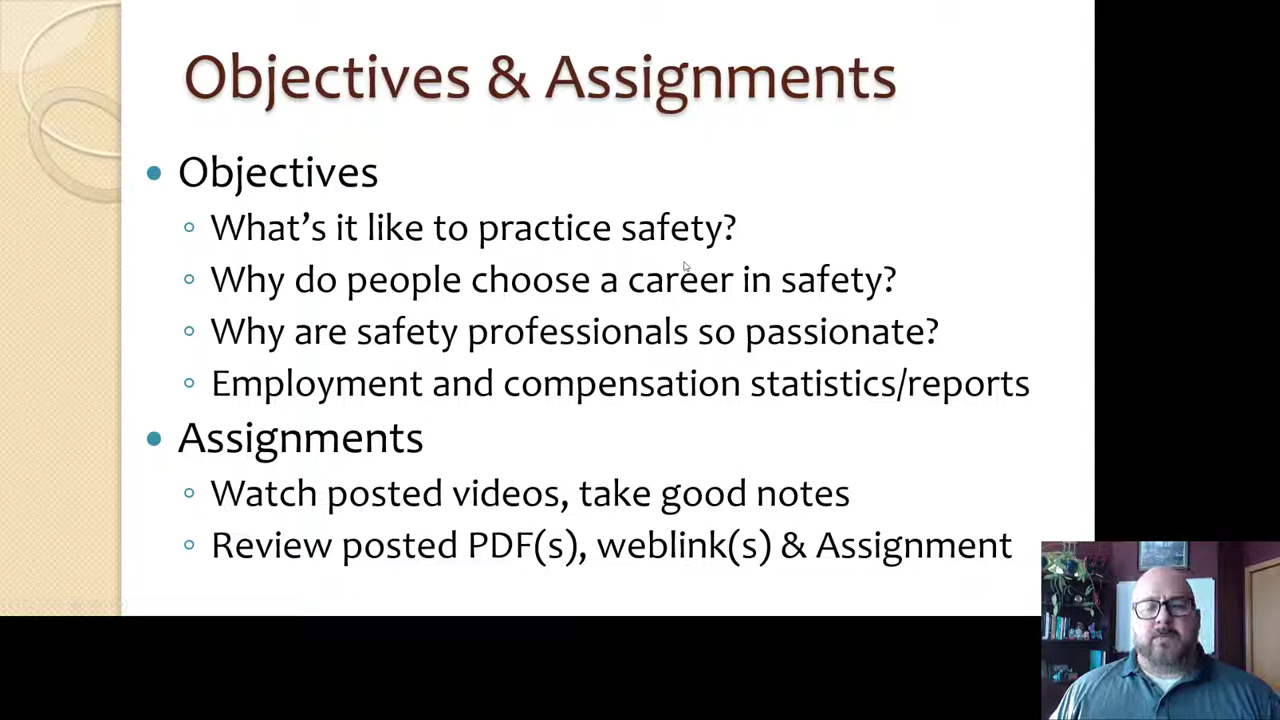 Objectives & Assignments
• Objectives
◦ What's it like to practice safety?
◦ Why do people choose a career in safety?
◦ Why are safety professionals so passionate?
◦ Employment and compensation statistics/reports
• Assignments
◦ Watch posted videos, take good notes
◦ Review posted PDF(s), weblink(s) & Assignment